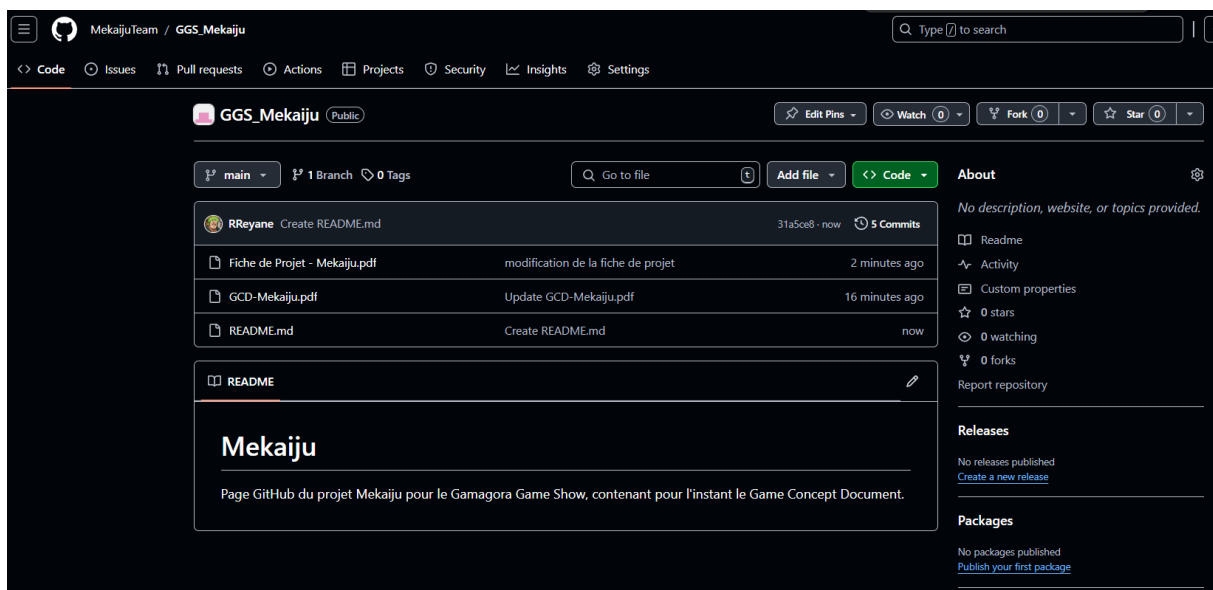 MekaijuTeam / GGS_Mekaiju
Type / to search
Code Issues Pull requests Actions Projects Security Insights Settings
GGS_Mekaiju Public
Edit Pins Watch 0 Fork 0 Star 0
main 1 Branch 0 Tags Go to file t Add file Code
RReyane Create README.md 31a5ce8 · now 5 Commits
Fiche de Projet - Mekaiju.pdf modification de la fiche de projet 2 minutes ago
GCD-Mekaiju.pdf Update GCD-Mekaiju.pdf 16 minutes ago
README.md Create README.md now
README
Mekaiju
Page GitHub du projet Mekaiju pour le Gamagora Game Show, contenant pour l'instant le Game Concept Document.
About
No description, website, or topics provided.
Readme
Activity
Custom properties
0 stars
0 watching
0 forks
Report repository
Releases
No releases published
Create a new release
Packages
No packages published
Publish your first package